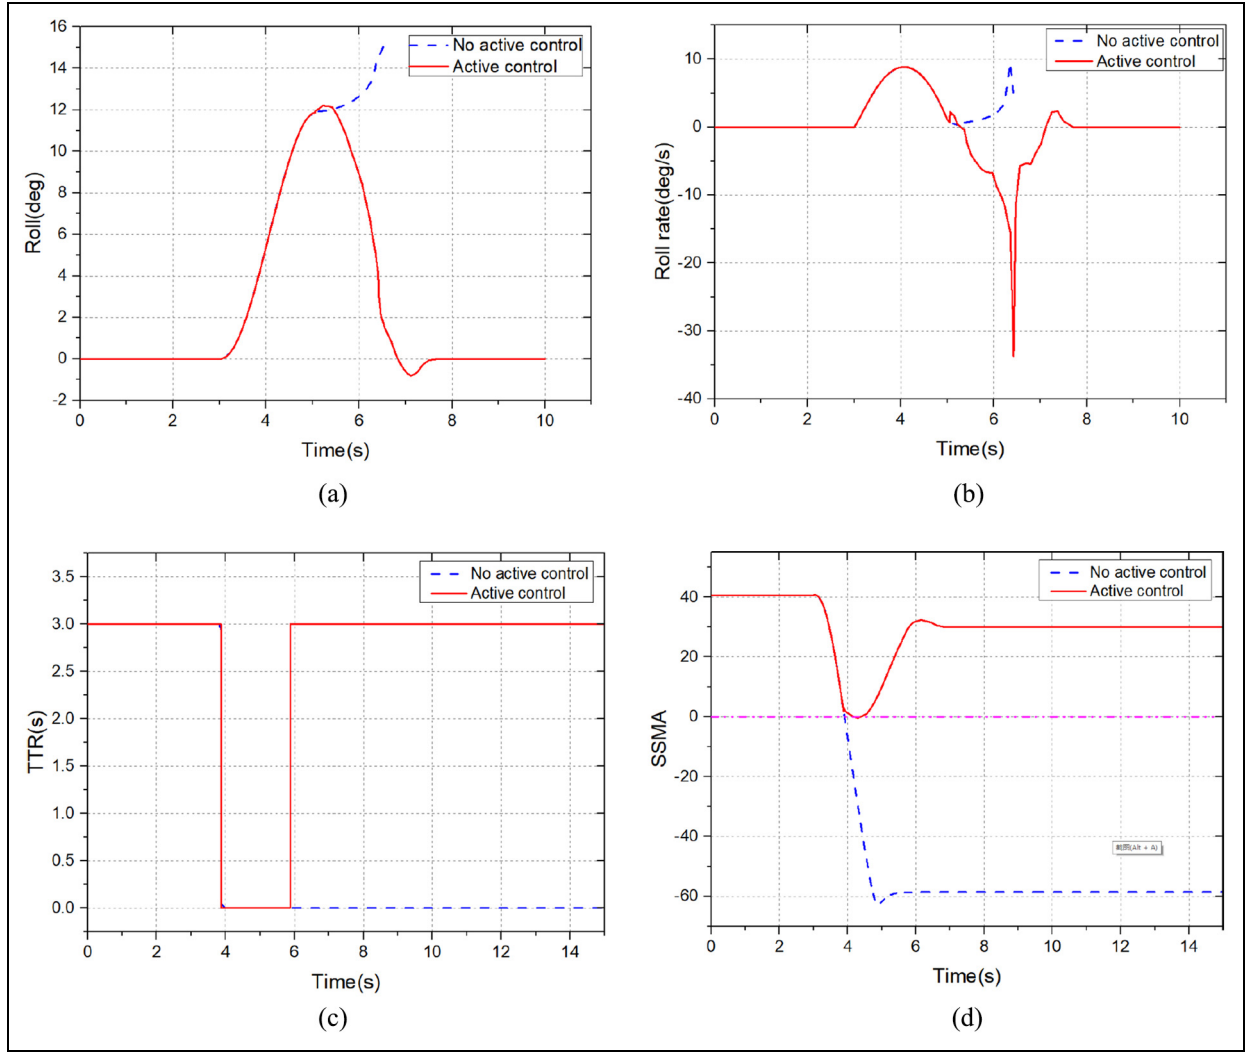 16
14
12
10
8
6
4
2
0
-2
Roll(deg)
No active control
Active control
0 2 4 6 8 10
Time(s)
(a)
10
0
-10
-20
-30
-40
Roll rate(deg/s)
No active control
Active control
0 2 4 6 8 10
Time(s)
(b)
3.5
3.0
2.5
2.0
1.5
1.0
0.5
0.0
TTR(s)
No active control
Active control
0 2 4 6 8 10 12 14
Time(s)
(c)
40
20
0
-20
-40
-60
SSMA
No active control
Active control
截图(Alt + A)
0 2 4 6 8 10 12 14
Time(s)
(d)